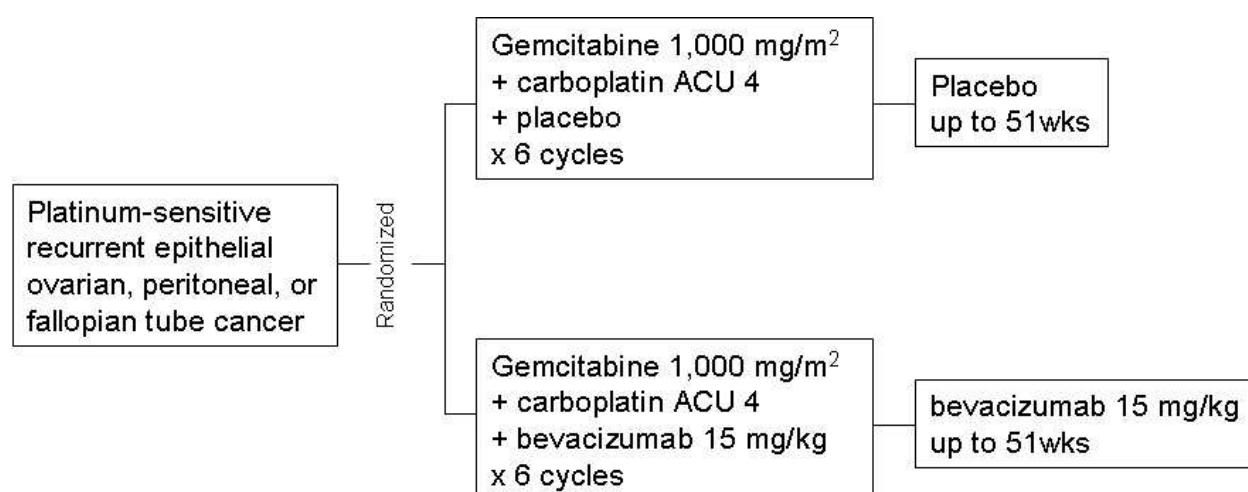 Platinum-sensitive
recurrent epithelial
ovarian, peritoneal, or
fallopian tube cancer
Randomized
Gemcitabine 1,000 mg/m²
+ carboplatin ACU 4
+ placebo
x 6 cycles
Placebo
up to 51wks
Gemcitabine 1,000 mg/m²
+ carboplatin ACU 4
+ bevacizumab 15 mg/kg
x 6 cycles
bevacizumab 15 mg/kg
up to 51wks